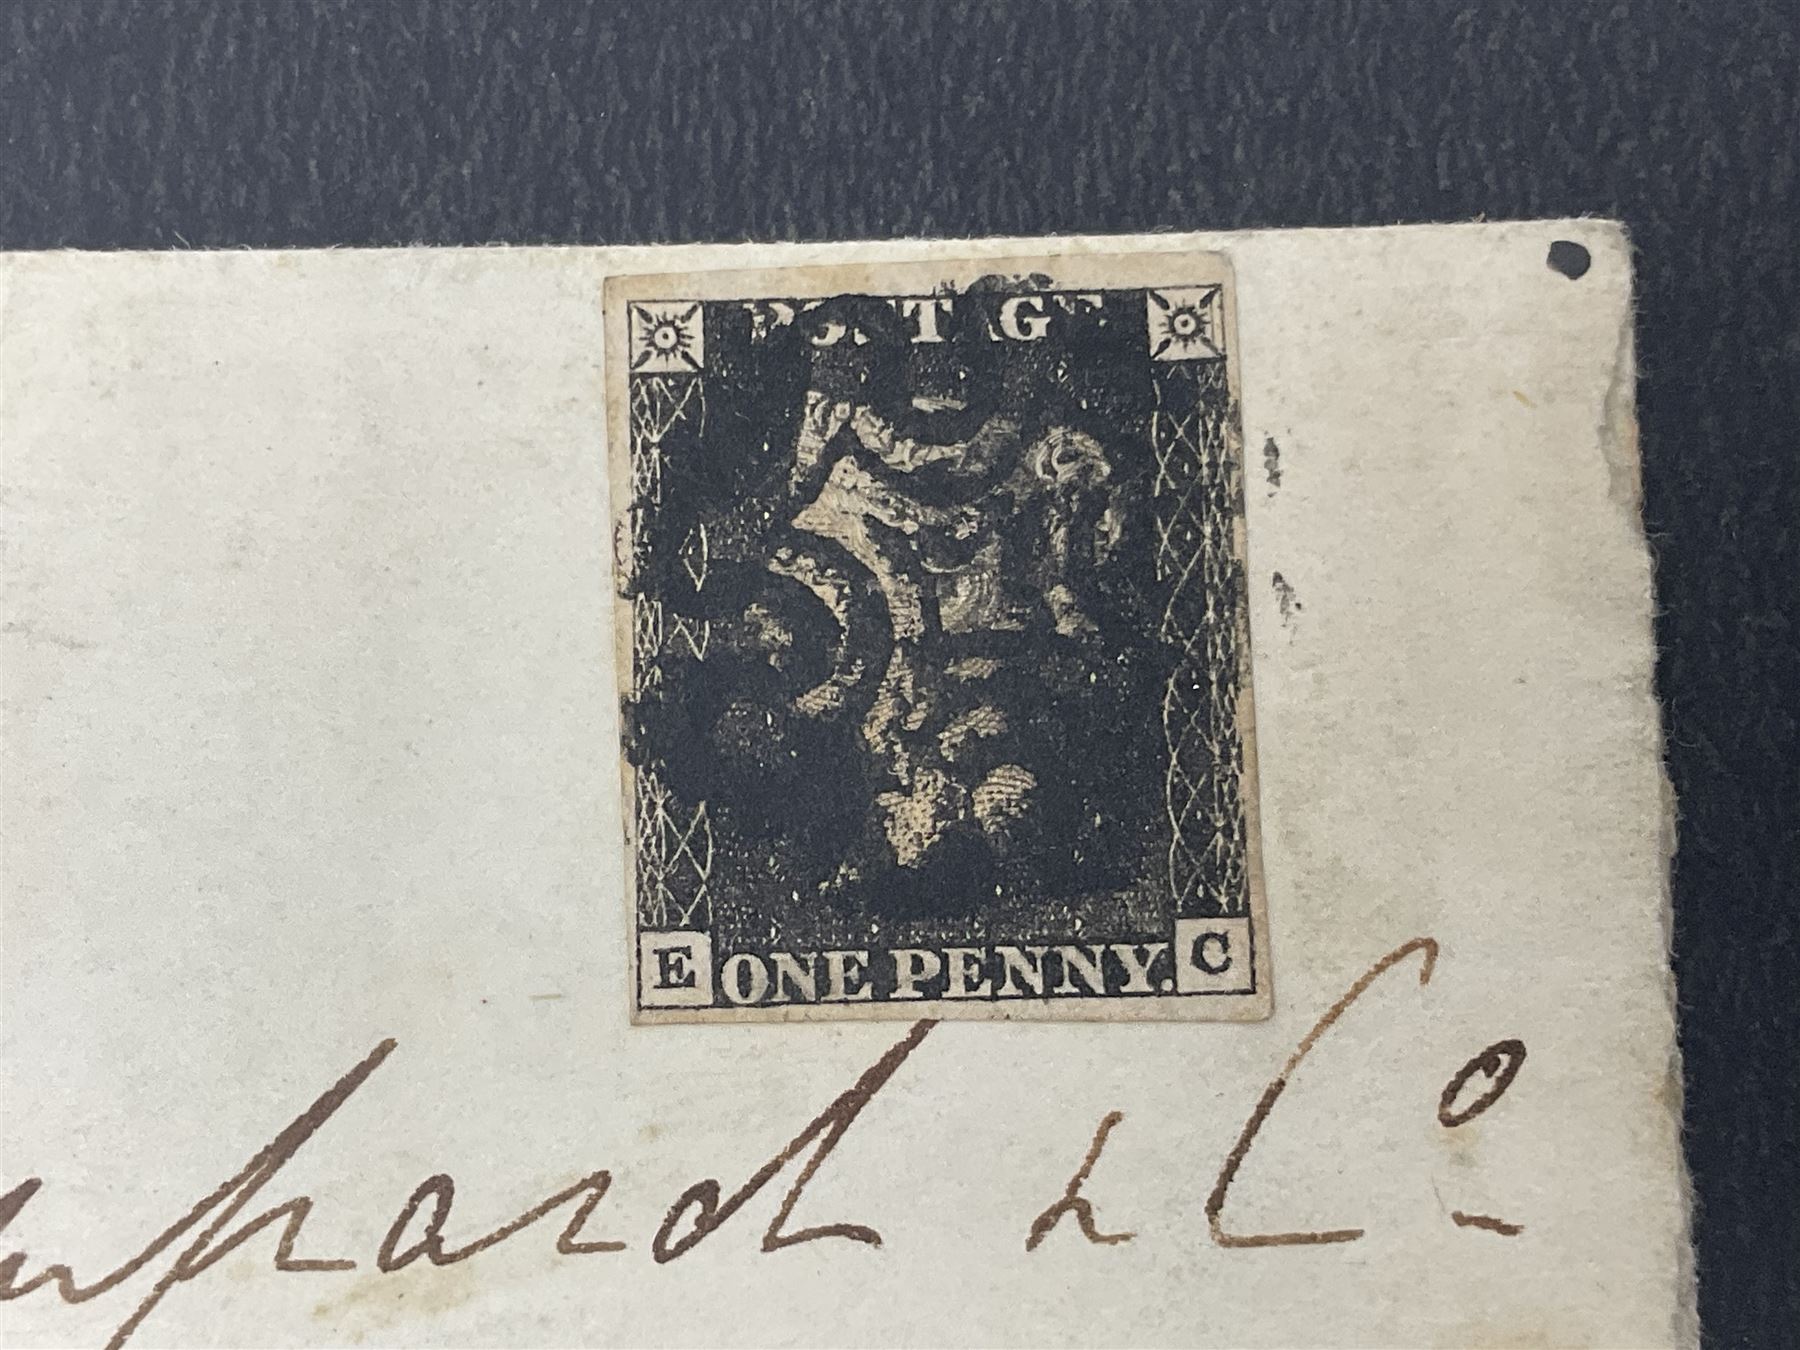 POSTAGE
E ONE PENNY. C
& Co